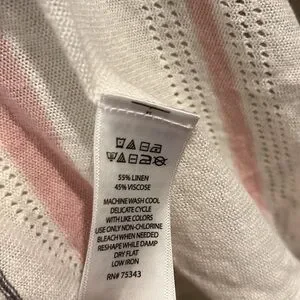 55% LINEN
45% VISCOSE
MACHINE WASH COOL
DELICATE CYCLE
WITH LIKE COLORS
USE ONLY NON-CHLORINE
BLEACH WHEN NEEDED
RESHAPE WHILE DAMP
DRY FLAT
LOW IRON
RN# 75343